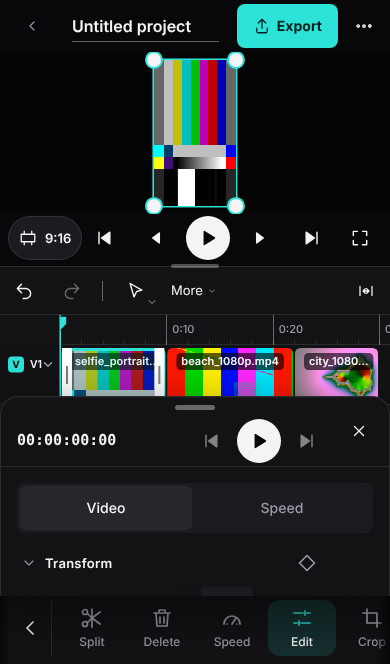 Untitled project
Export
9:16
More
0:10
0:20
V
V1
selfie_portrait...
beach_1080p.mp4
city_1080...
00:00:00:00
Video
Speed
Transform
Split
Delete
Speed
Edit
Crop